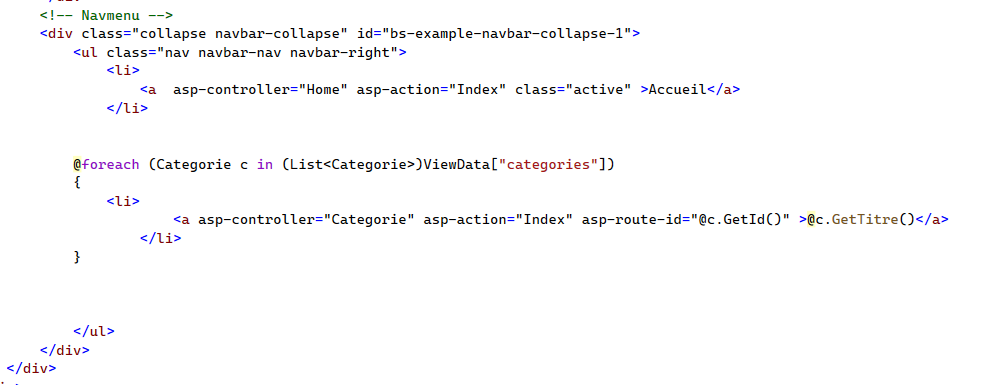 <!-- Navmenu -->
<div class="collapse navbar-collapse" id="bs-example-navbar-collapse-1">
<ul class="nav navbar-nav navbar-right">
<li>
<a  asp-controller="Home" asp-action="Index" class="active" >Accueil</a>
</li>
@foreach (Categorie c in (List<Categorie>)ViewData["categories"])
{
<li>
<a asp-controller="Categorie" asp-action="Index" asp-route-id="@c.GetId()" >@c.GetTitre()</a>
</li>
}
</ul>
</div>
</div>